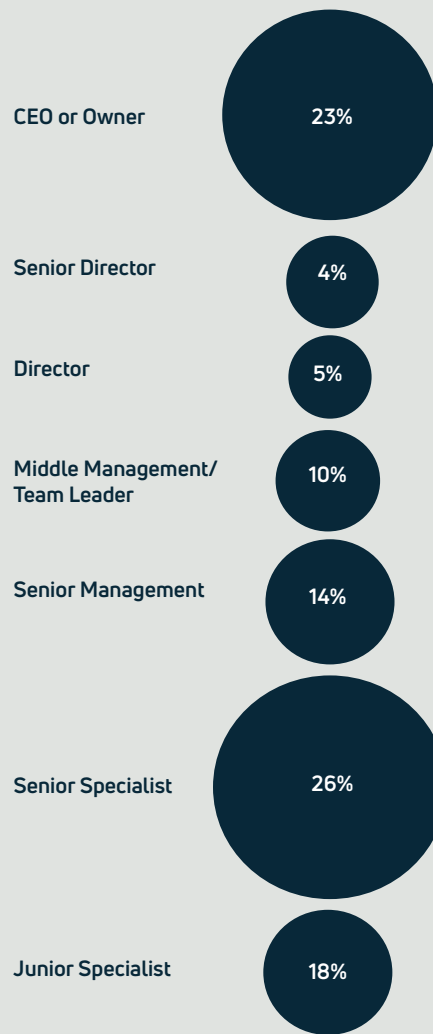 CEO or Owner
23%
Senior Director
4%
Director
5%
Middle Management/
Team Leader
10%
Senior Management
14%
Senior Specialist
26%
Junior Specialist
18%